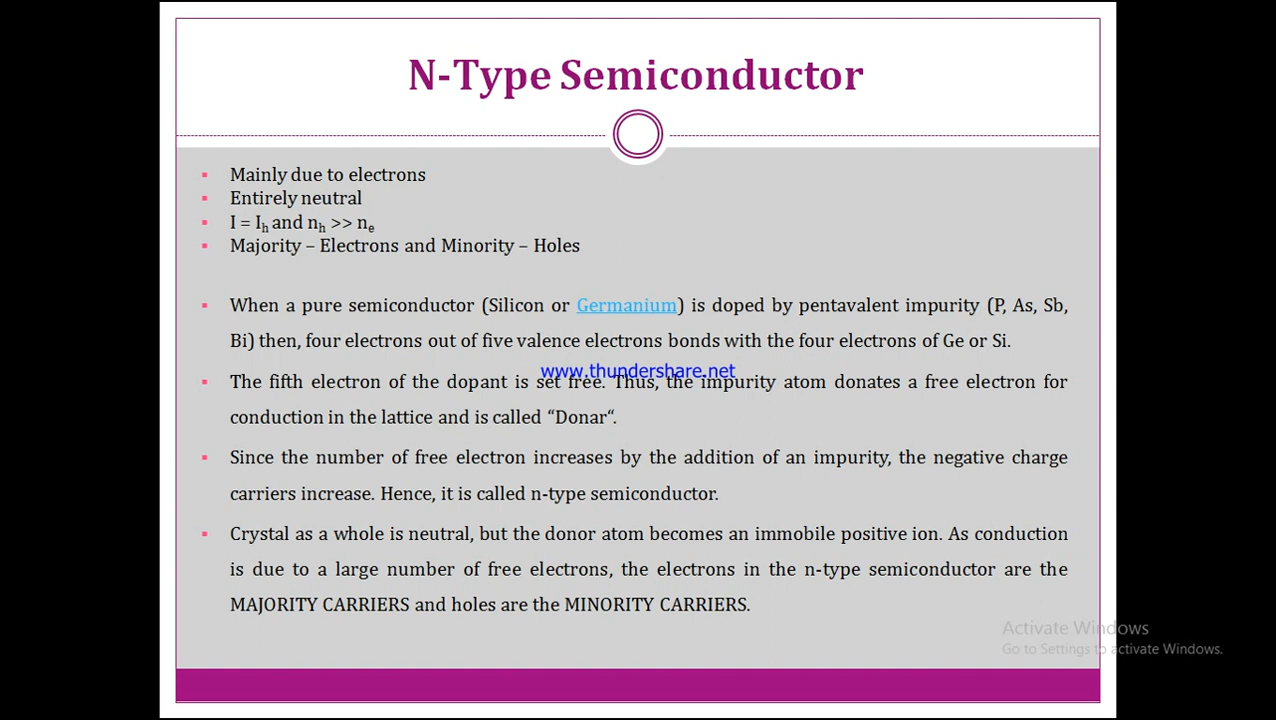 N-Type Semiconductor
▪ Mainly due to electrons
▪ Entirely neutral
▪ I = Iₕ and nₕ >> nₑ
▪ Majority – Electrons and Minority – Holes
▪ When a pure semiconductor (Silicon or Germanium) is doped by pentavalent impurity (P, As, Sb,
Bi) then, four electrons out of five valence electrons bonds with the four electrons of Ge or Si.
www.thundershare.net
▪ The fifth electron of the dopant is set free. Thus, the impurity atom donates a free electron for
conduction in the lattice and is called “Donar“.
▪ Since the number of free electron increases by the addition of an impurity, the negative charge
carriers increase. Hence, it is called n-type semiconductor.
▪ Crystal as a whole is neutral, but the donor atom becomes an immobile positive ion. As conduction
is due to a large number of free electrons, the electrons in the n-type semiconductor are the
MAJORITY CARRIERS and holes are the MINORITY CARRIERS.
Activate Windows
Go to Settings to activate Windows.